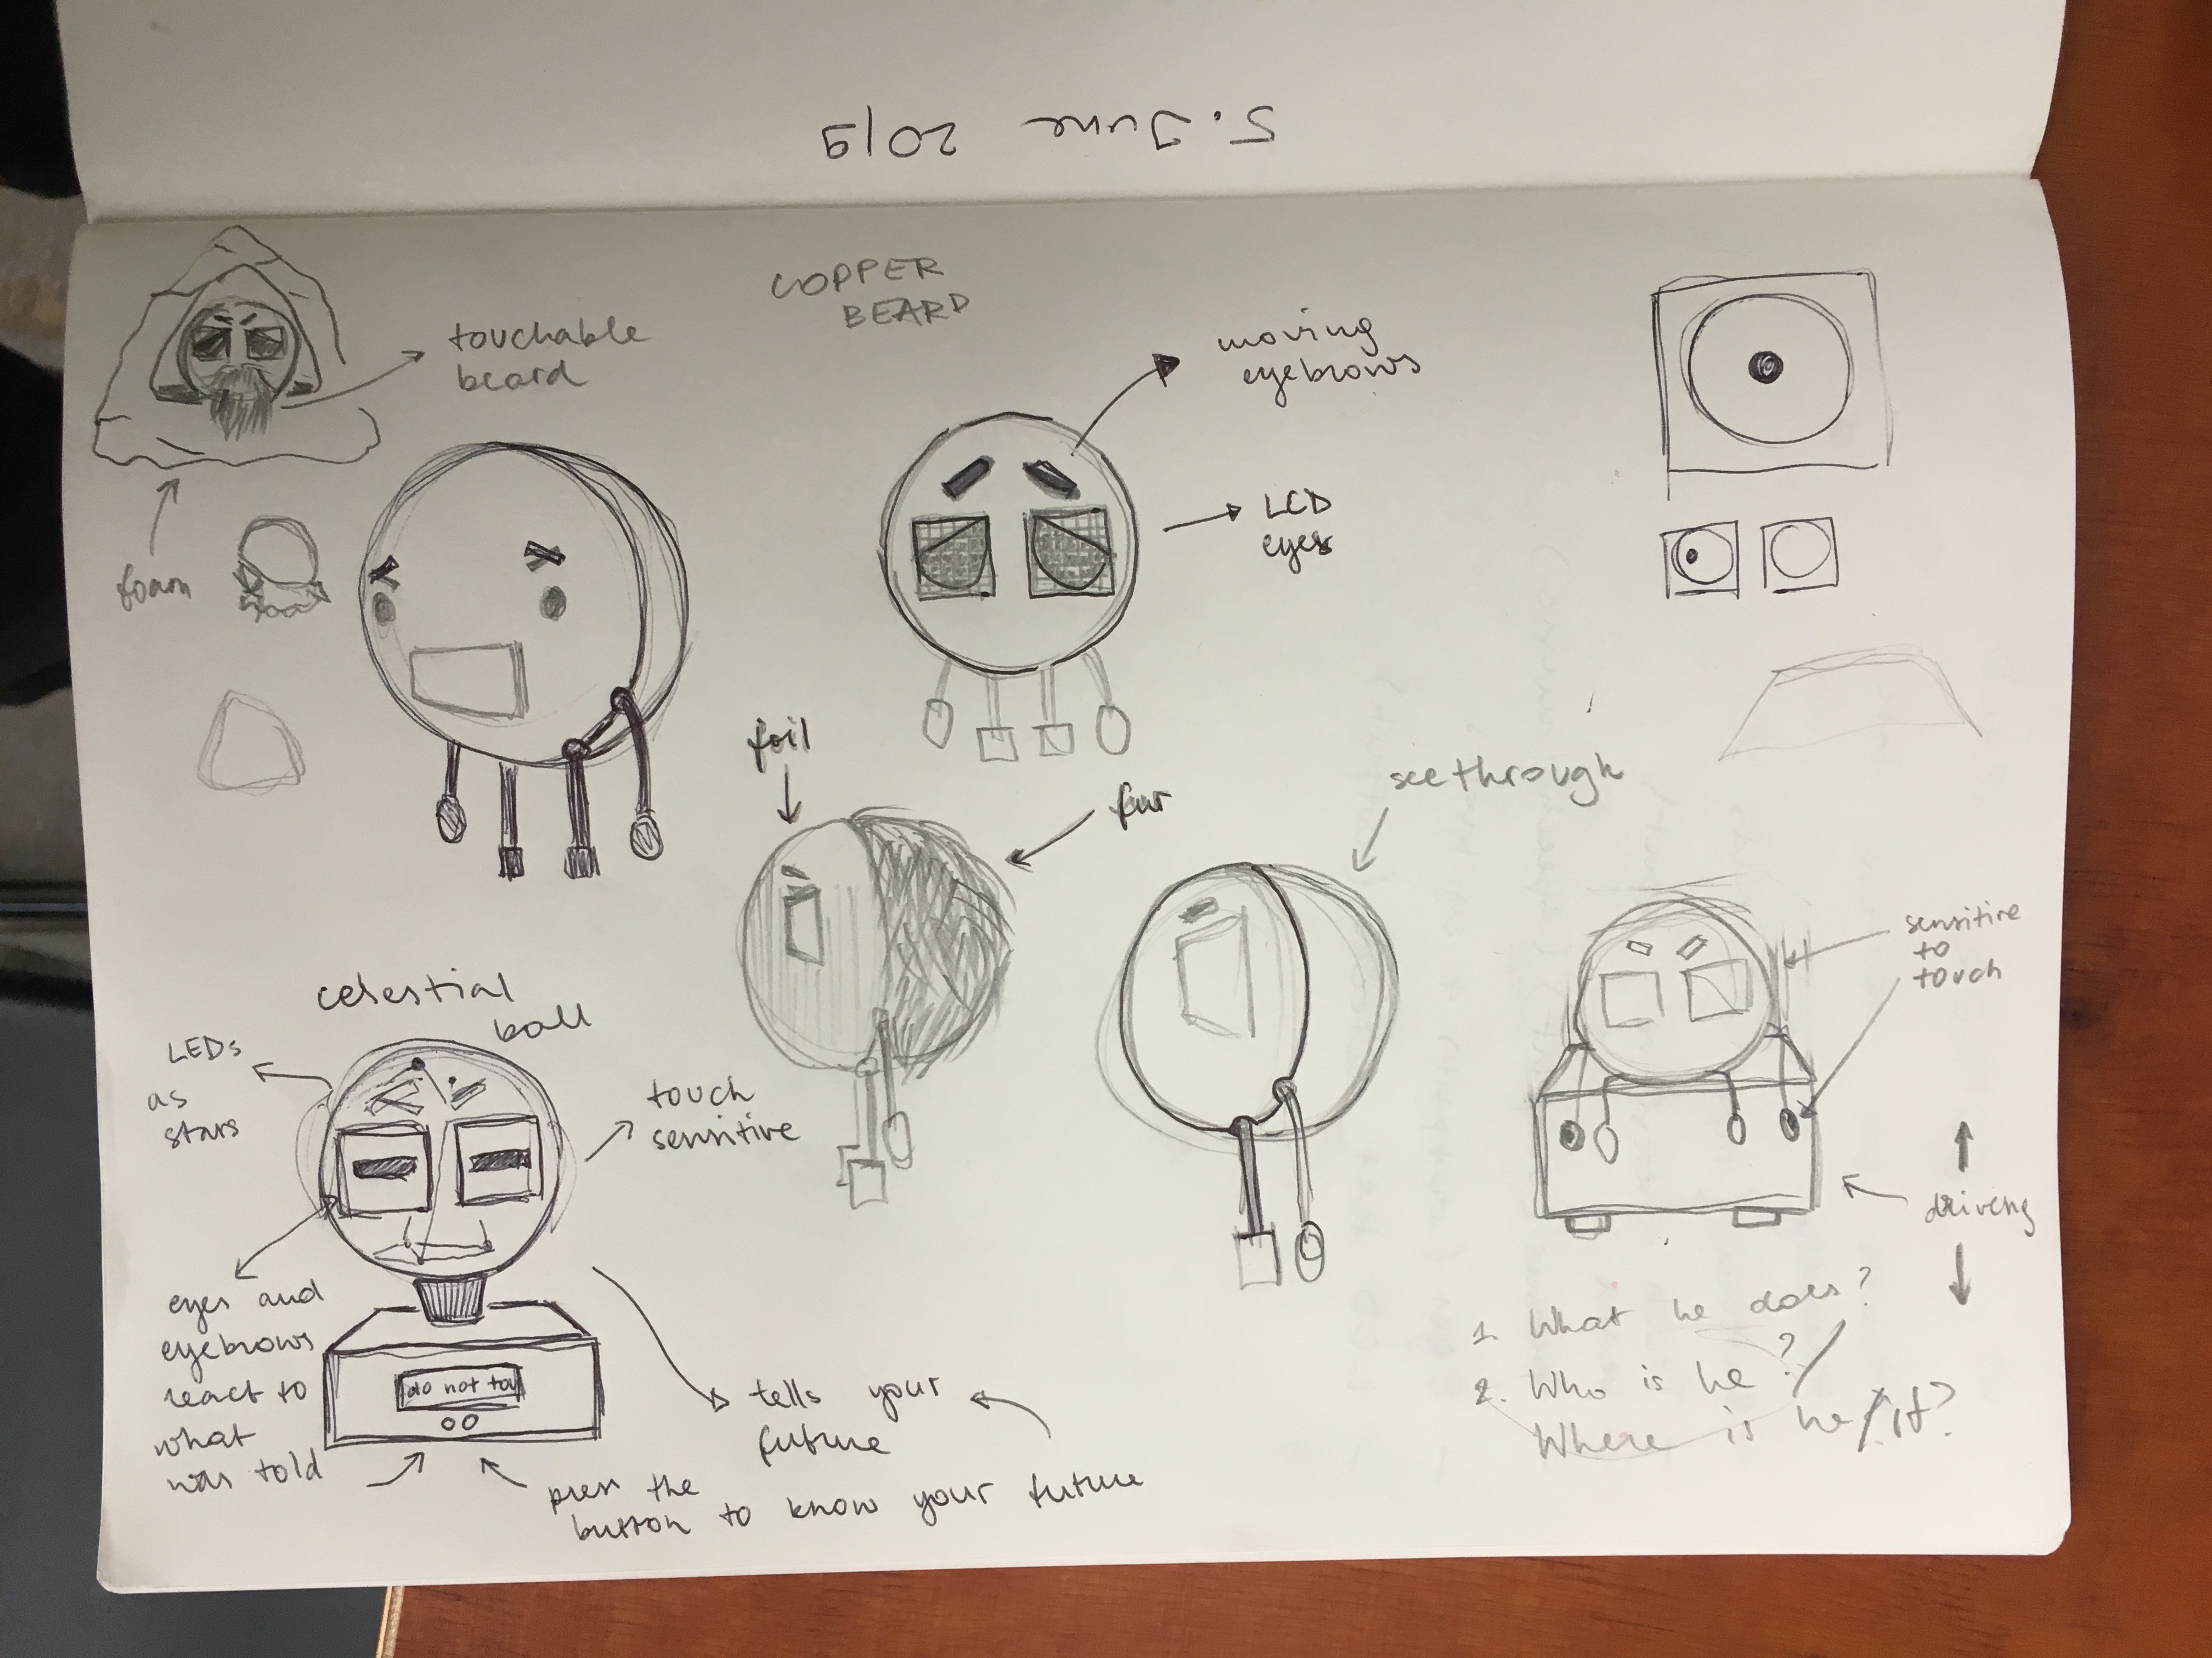 5. June 2019
COPPER
BEARD
touchable
beard
moving
eyebrows
LCD
eyes
foam
foil
fur
see through
sensitive
to
touch
celestial
ball
LEDs
as
stars
touch
sensitive
driving
eyes and
eyebrows
react to
what
was told
do not tou
tells your
future
press the
button to know your future
1. What he does?
2. Who is he?
Where is he/it?